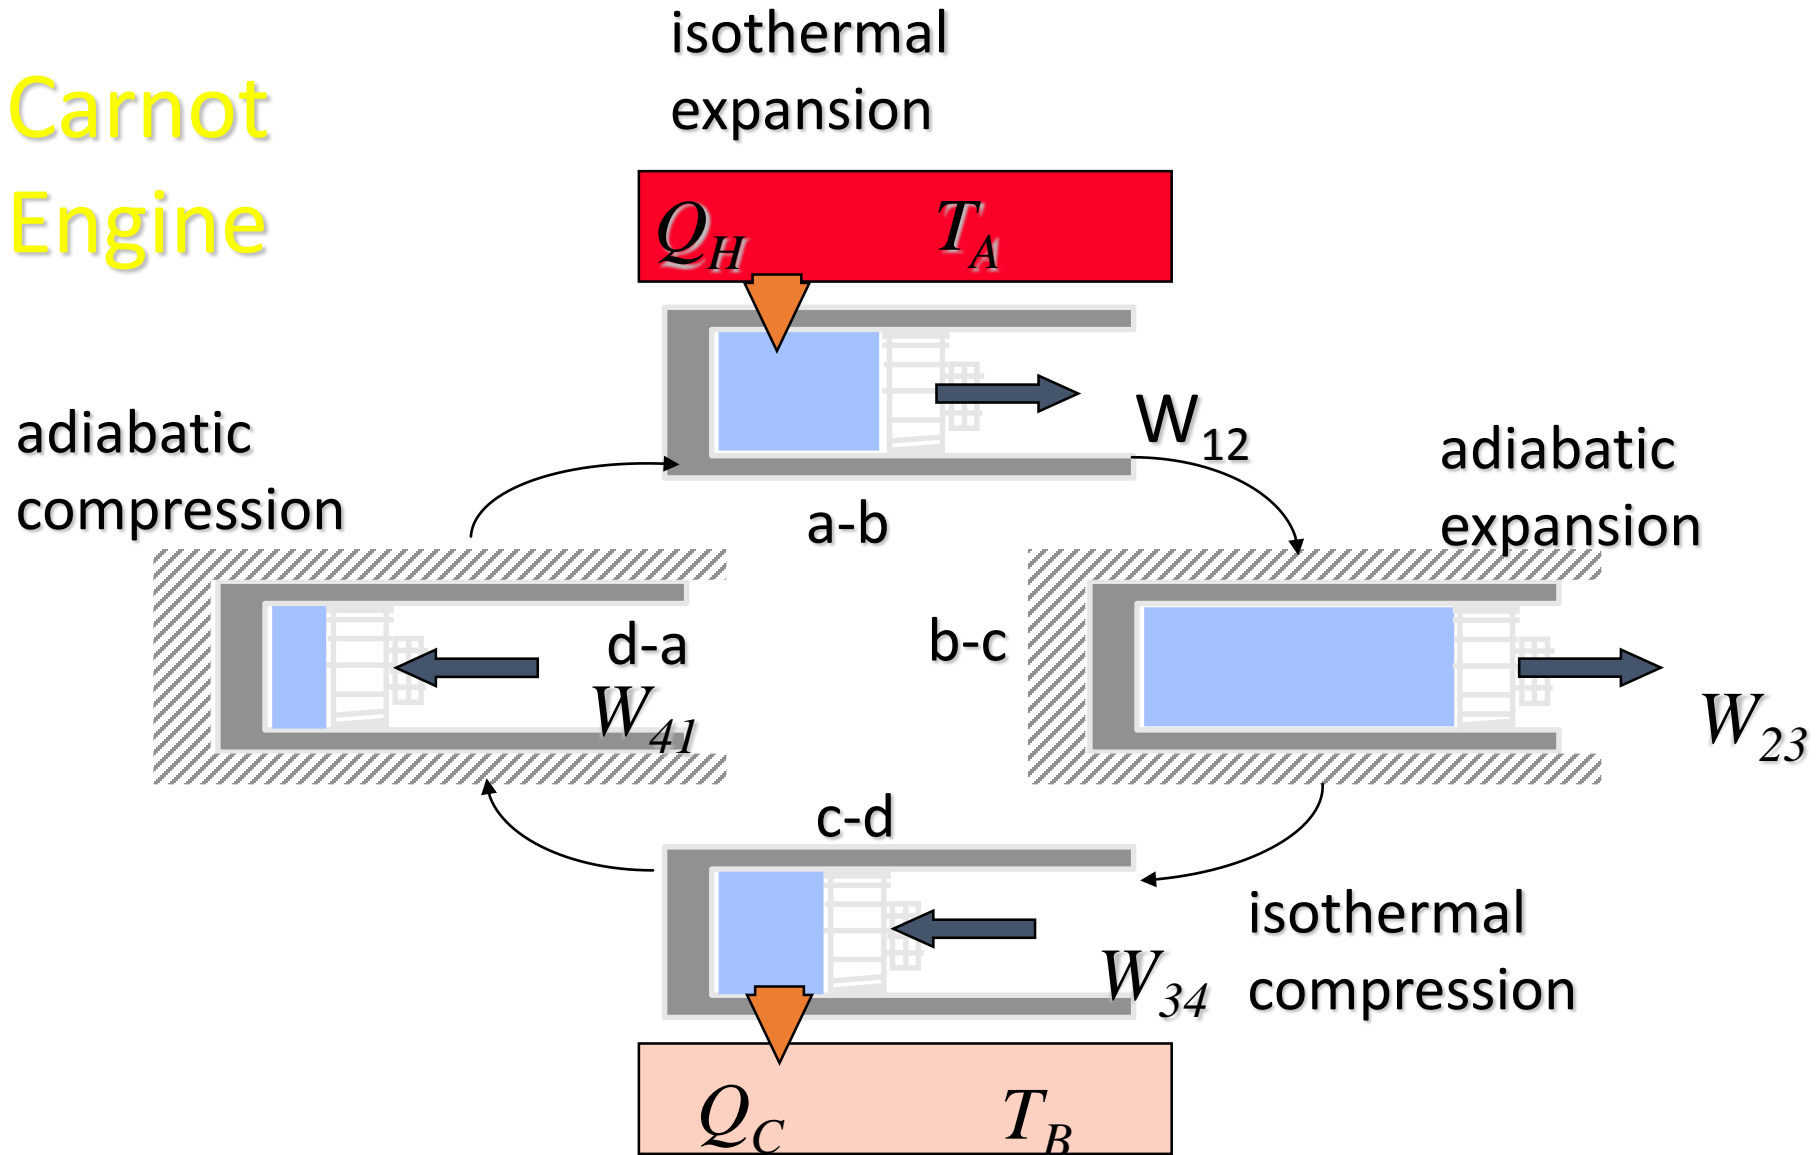 Carnot
Engine
isothermal
expansion
Q_H T_A
W_12
a-b
adiabatic
compression
adiabatic
expansion
d-a
W_41
b-c
W_23
c-d
W_34
isothermal
compression
Q_C T_B